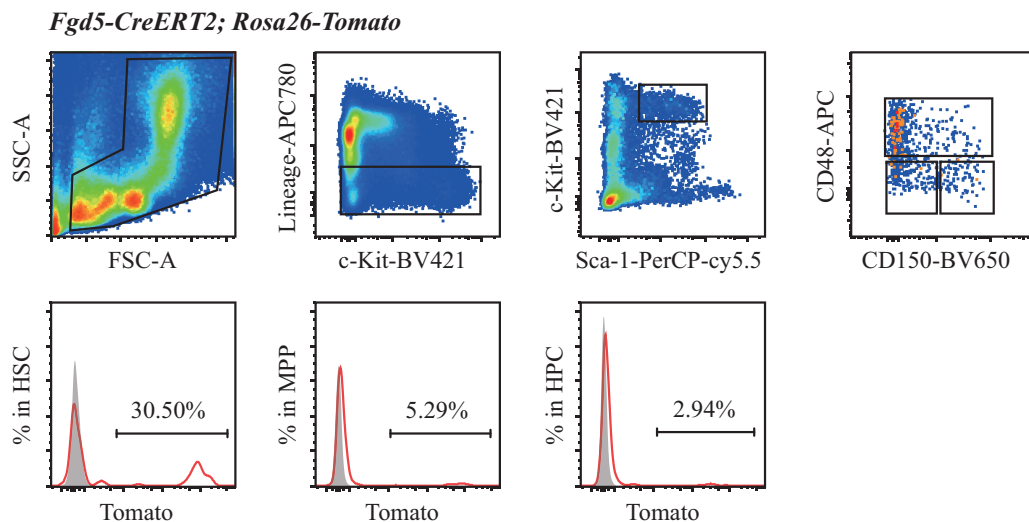 Fgd5-CreERT2; Rosa26-Tomato
SSC-A
FSC-A
Lineage-APC780
c-Kit-BV421
c-Kit-BV421
Sca-1-PerCP-cy5.5
CD48-APC
CD150-BV650
% in HSC
30.50%
Tomato
% in MPP
5.29%
Tomato
% in HPC
2.94%
Tomato